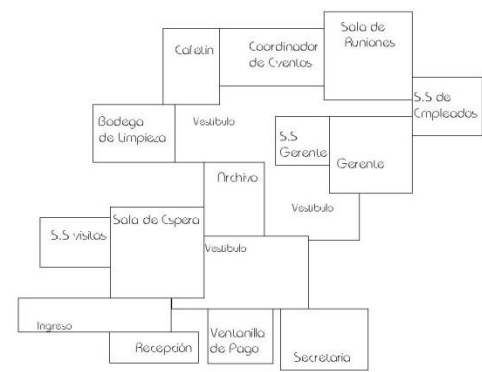 Sala de
Runiones
Cafetin
Coordinador
de Eventos
S.S de
Empleados
Bodega
de Limpieza
Vestibulo
S.S
Gerente
Gerente
Archivo
Vestibulo
Sala de Espera
S.S visitas
Vestibulo
Ingreso
Recepción
Ventanilla
de Pago
Secretaria